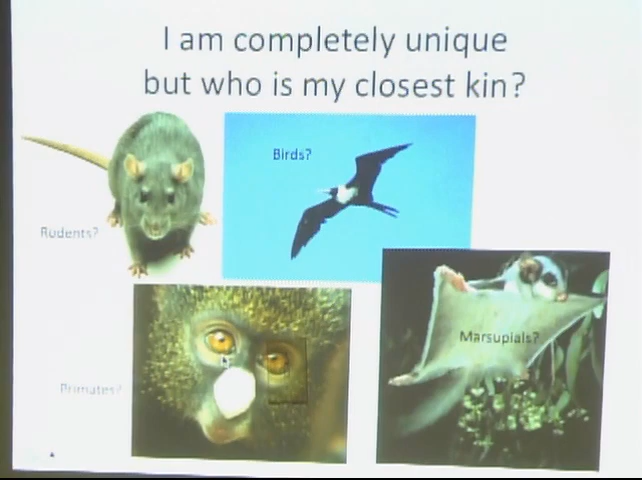 I am completely unique
but who is my closest kin?
Birds?
Rodents?
Marsupials?
Primates?